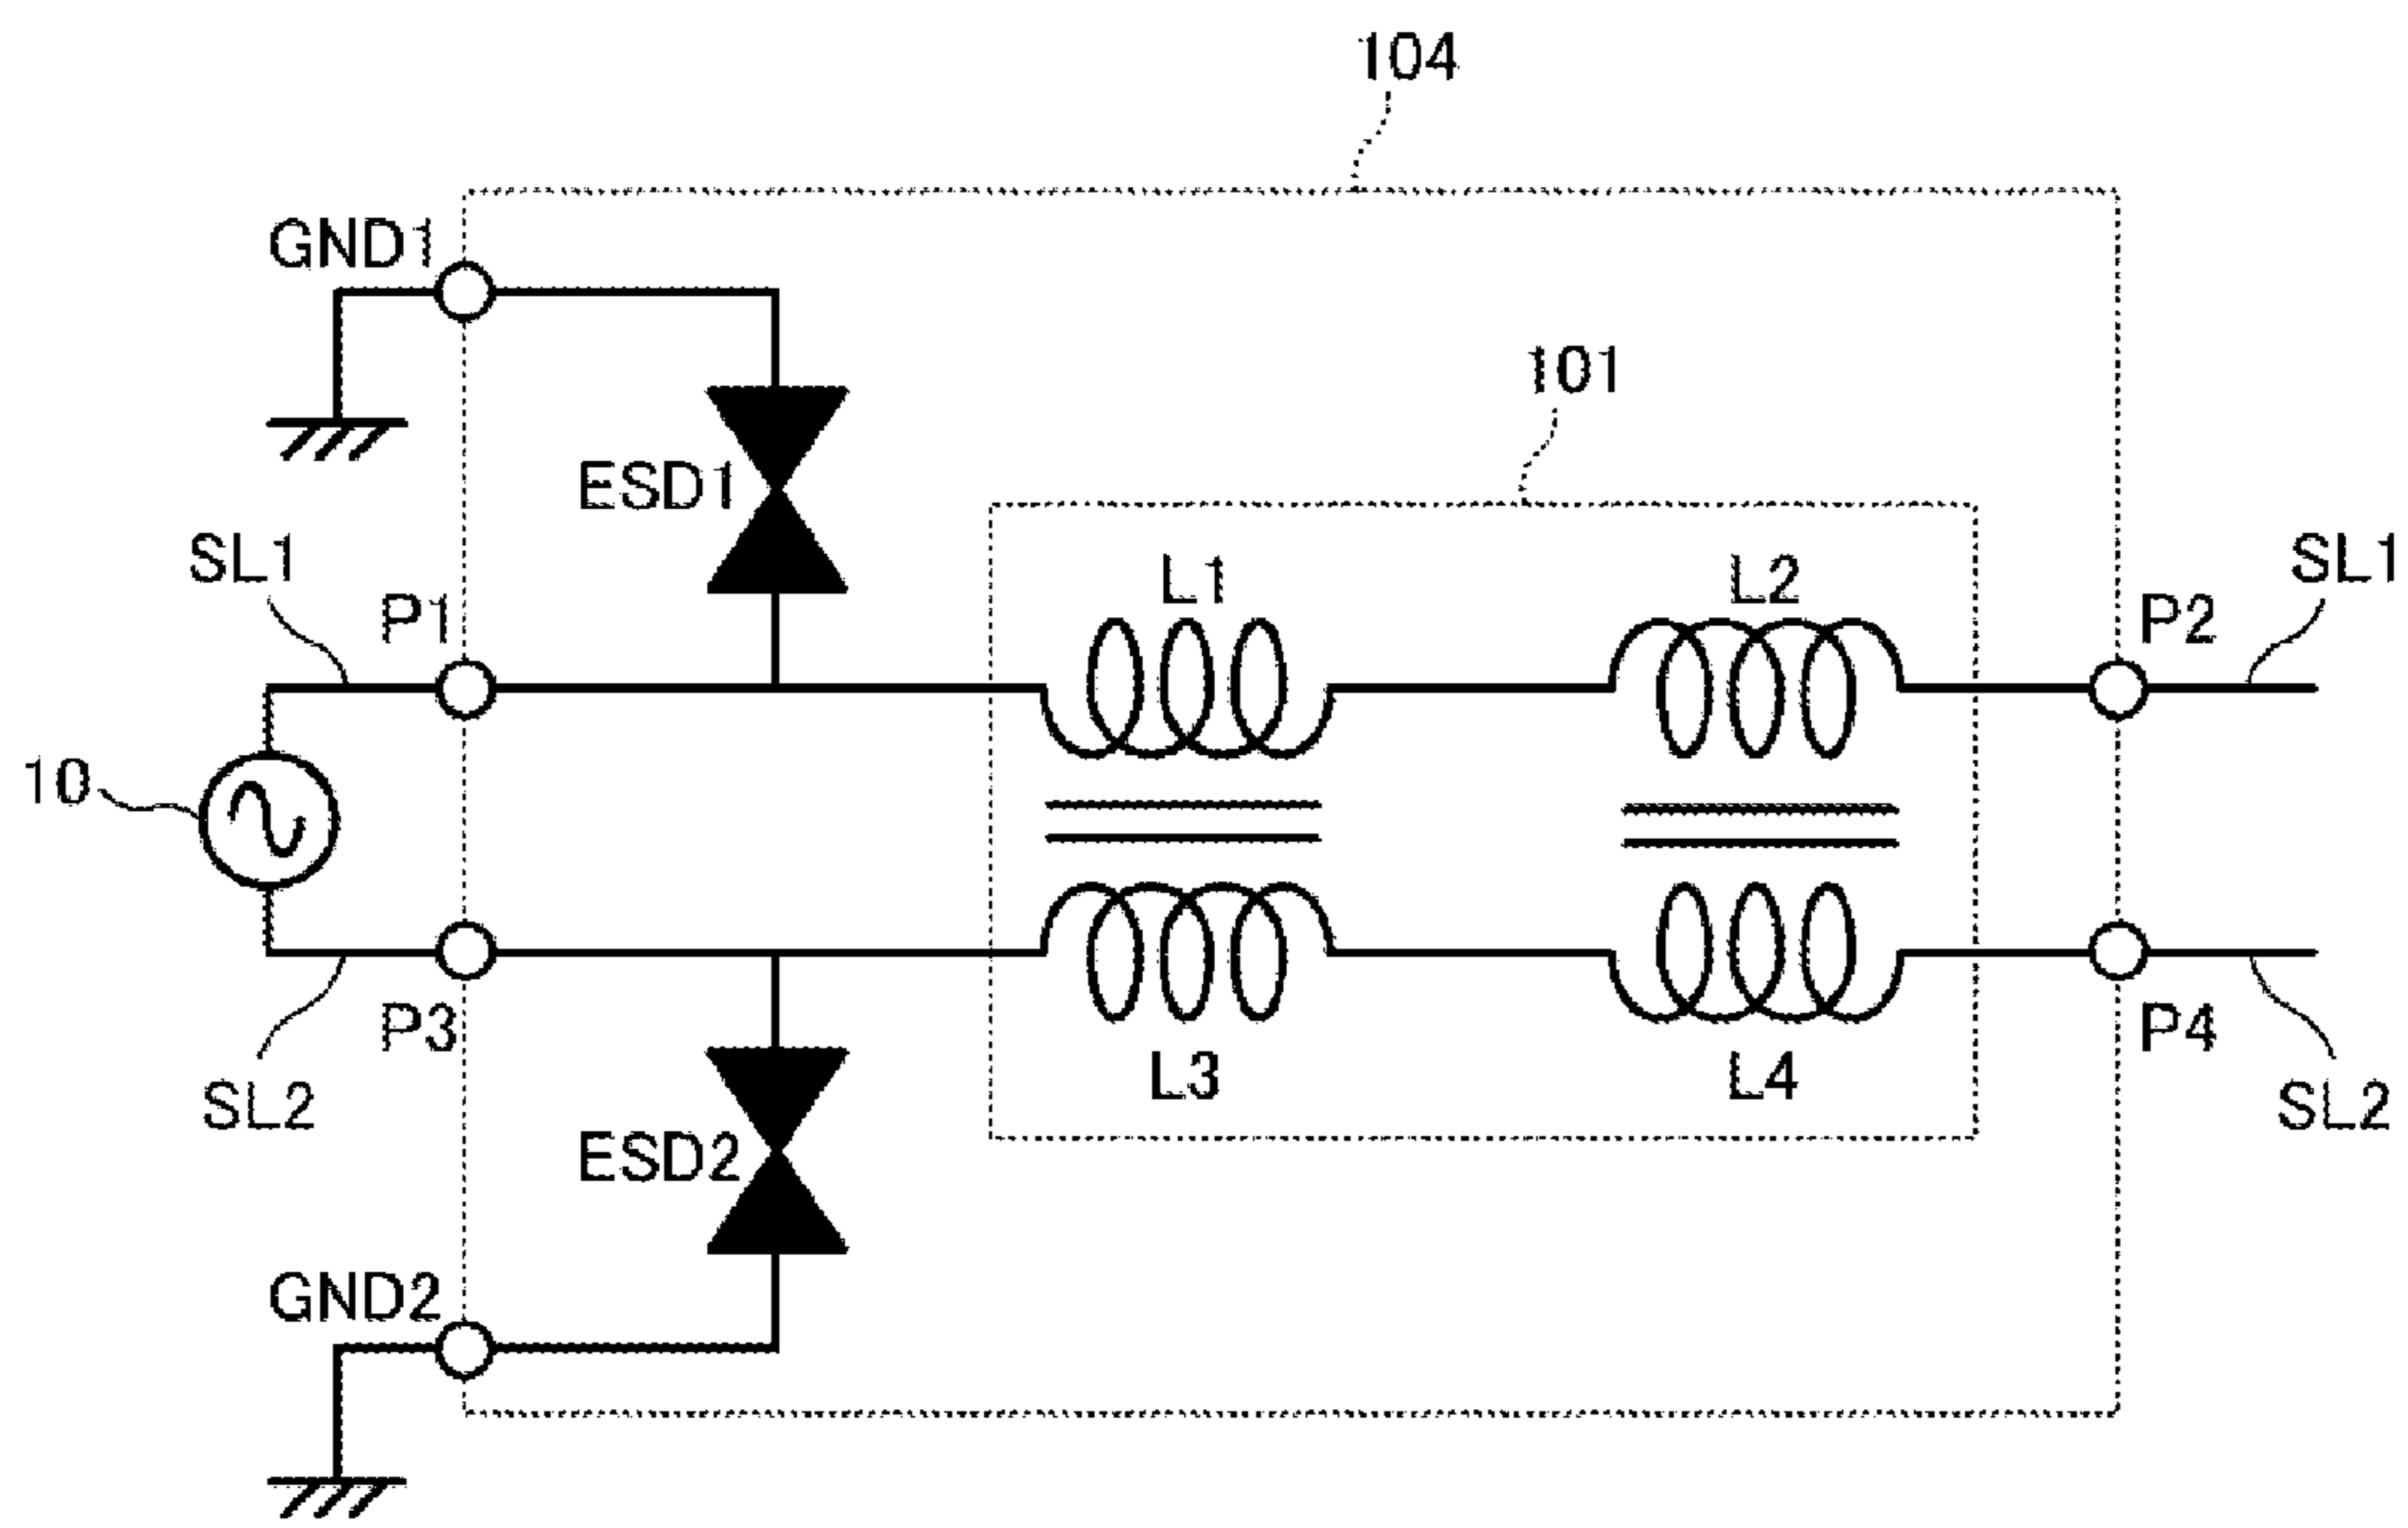 104
GND1
101
ESD1
SL1
P1
L1
L2
P2
SL1
10
SL2
P3
L3
L4
P4
SL2
ESD2
GND2